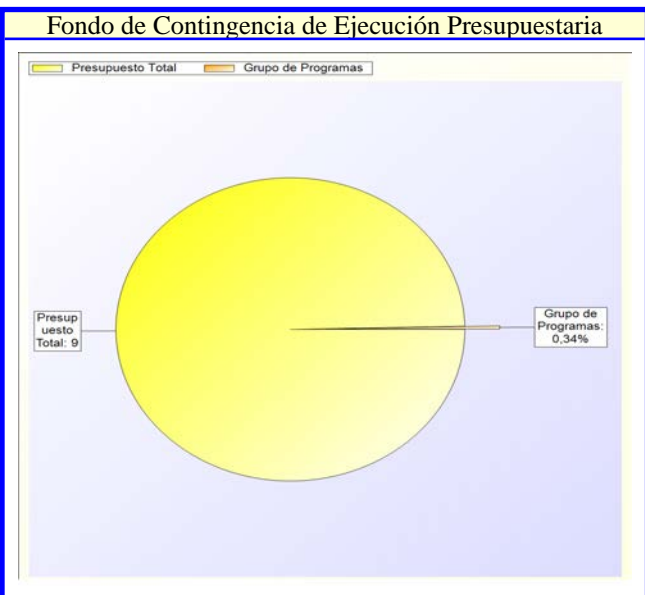 Fondo de Contingencia de Ejecución Presupuestaria
Presupuesto Total
Grupo de Programas
Presup
uesto
Total: 9
Grupo de
Programas:
0,34%